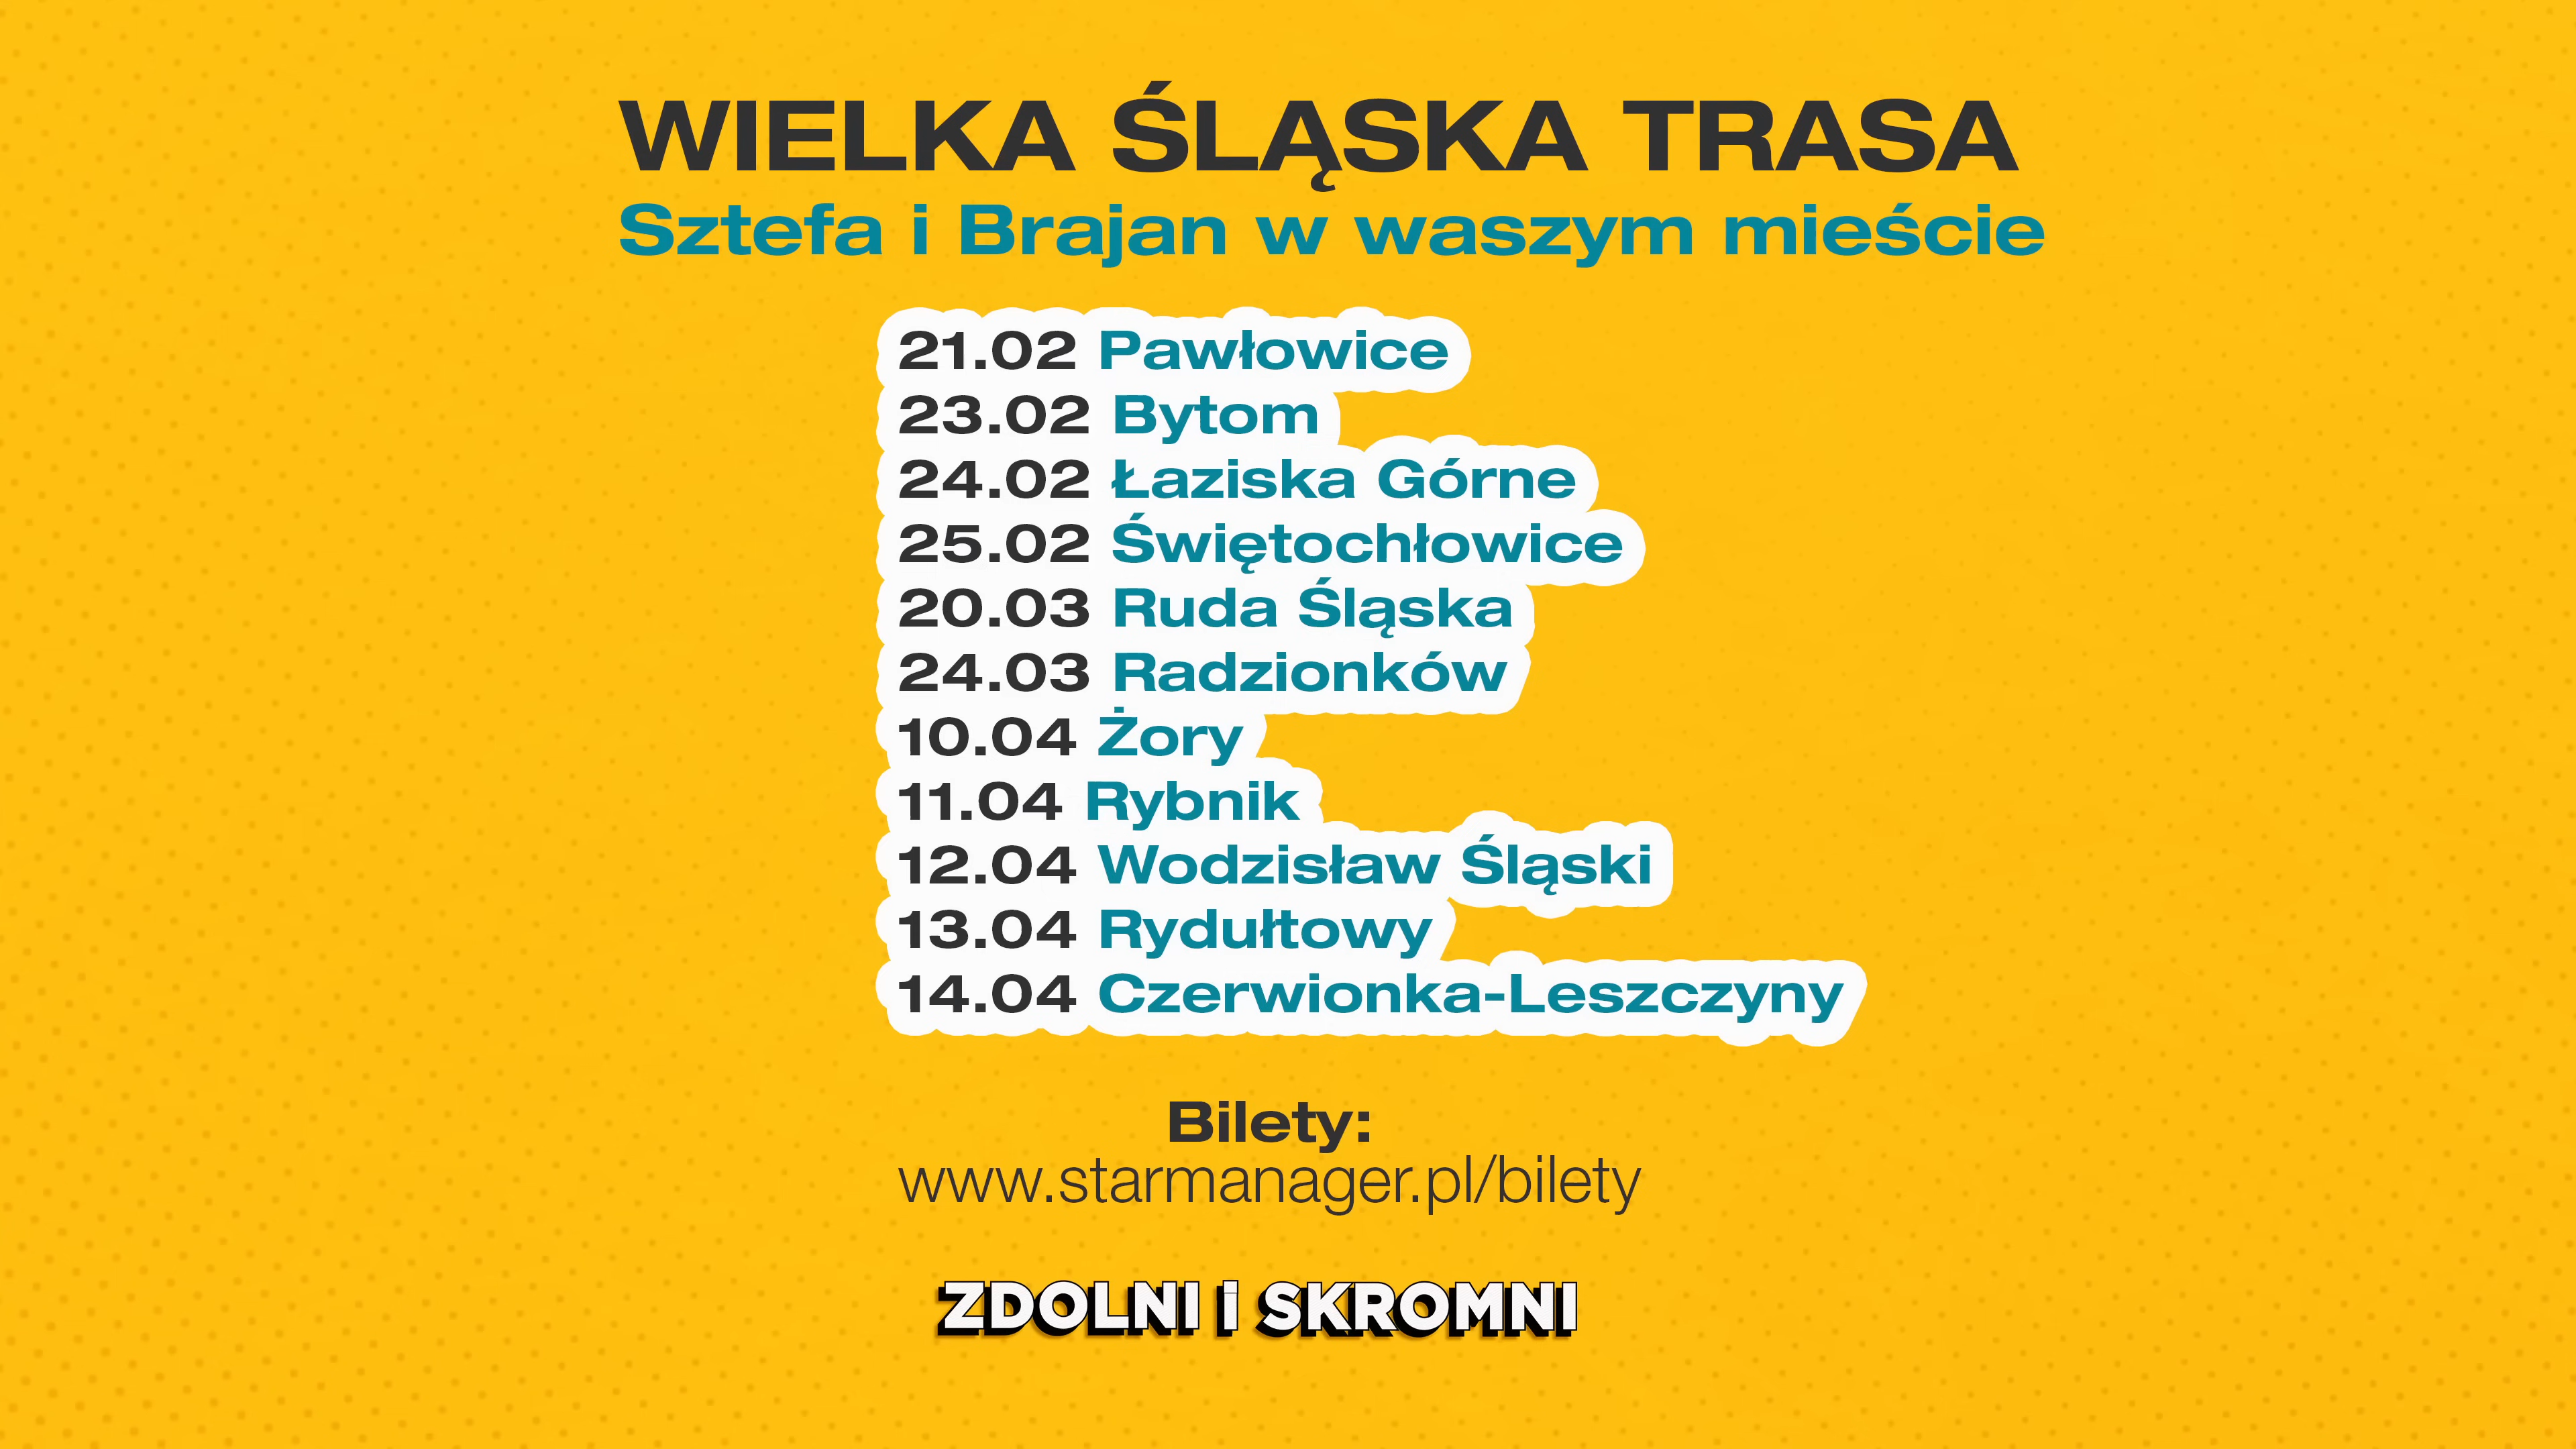 WIELKA ŚLĄSKA TRASA
Sztefa i Brajan w waszym mieście
21.02 Pawłowice
23.02 Bytom
24.02 Łaziska Górne
25.02 Świętochłowice
20.03 Ruda Śląska
24.03 Radzionków
10.04 Żory
11.04 Rybnik
12.04 Wodzisław Śląski
13.04 Rydułtowy
14.04 Czerwionka-Leszczyny
Bilety:
www.starmanager.pl/bilety
ZDOLNI i SKROMNI